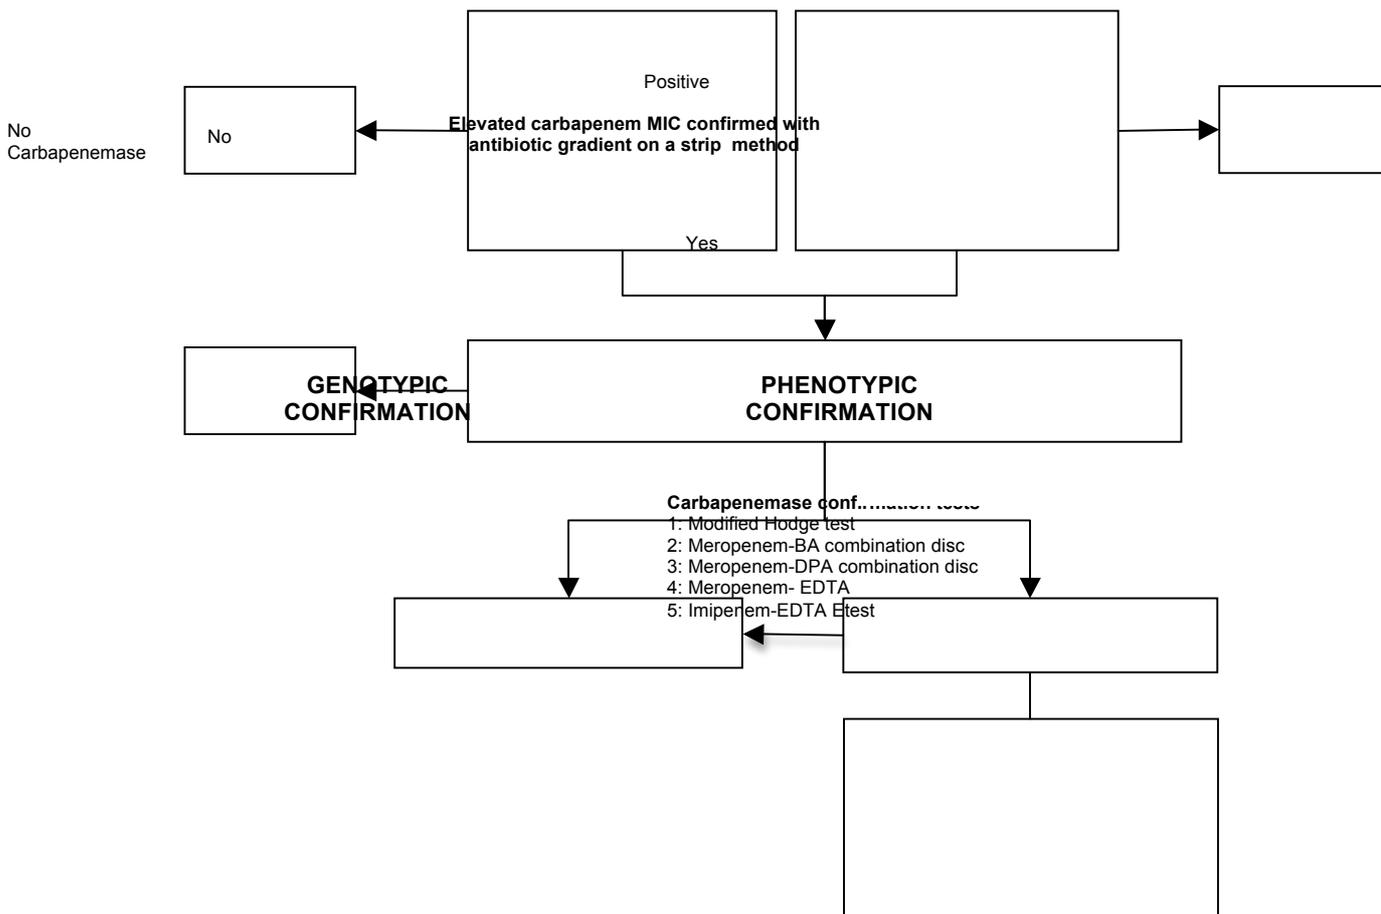 Positive
No
Carbapenemase
No
Elevated carbapenem MIC confirmed with
antibiotic gradient on a strip method
Yes
GENOTYPIC
CONFIRMATION
PHENOTYPIC
CONFIRMATION
Carbapenemase
1: Modified Hodge test
2: Meropenem-BA combination disc
3: Meropenem-DPA combination disc
4: Meropenem- EDTA
5: Imipenem-EDTA Etest